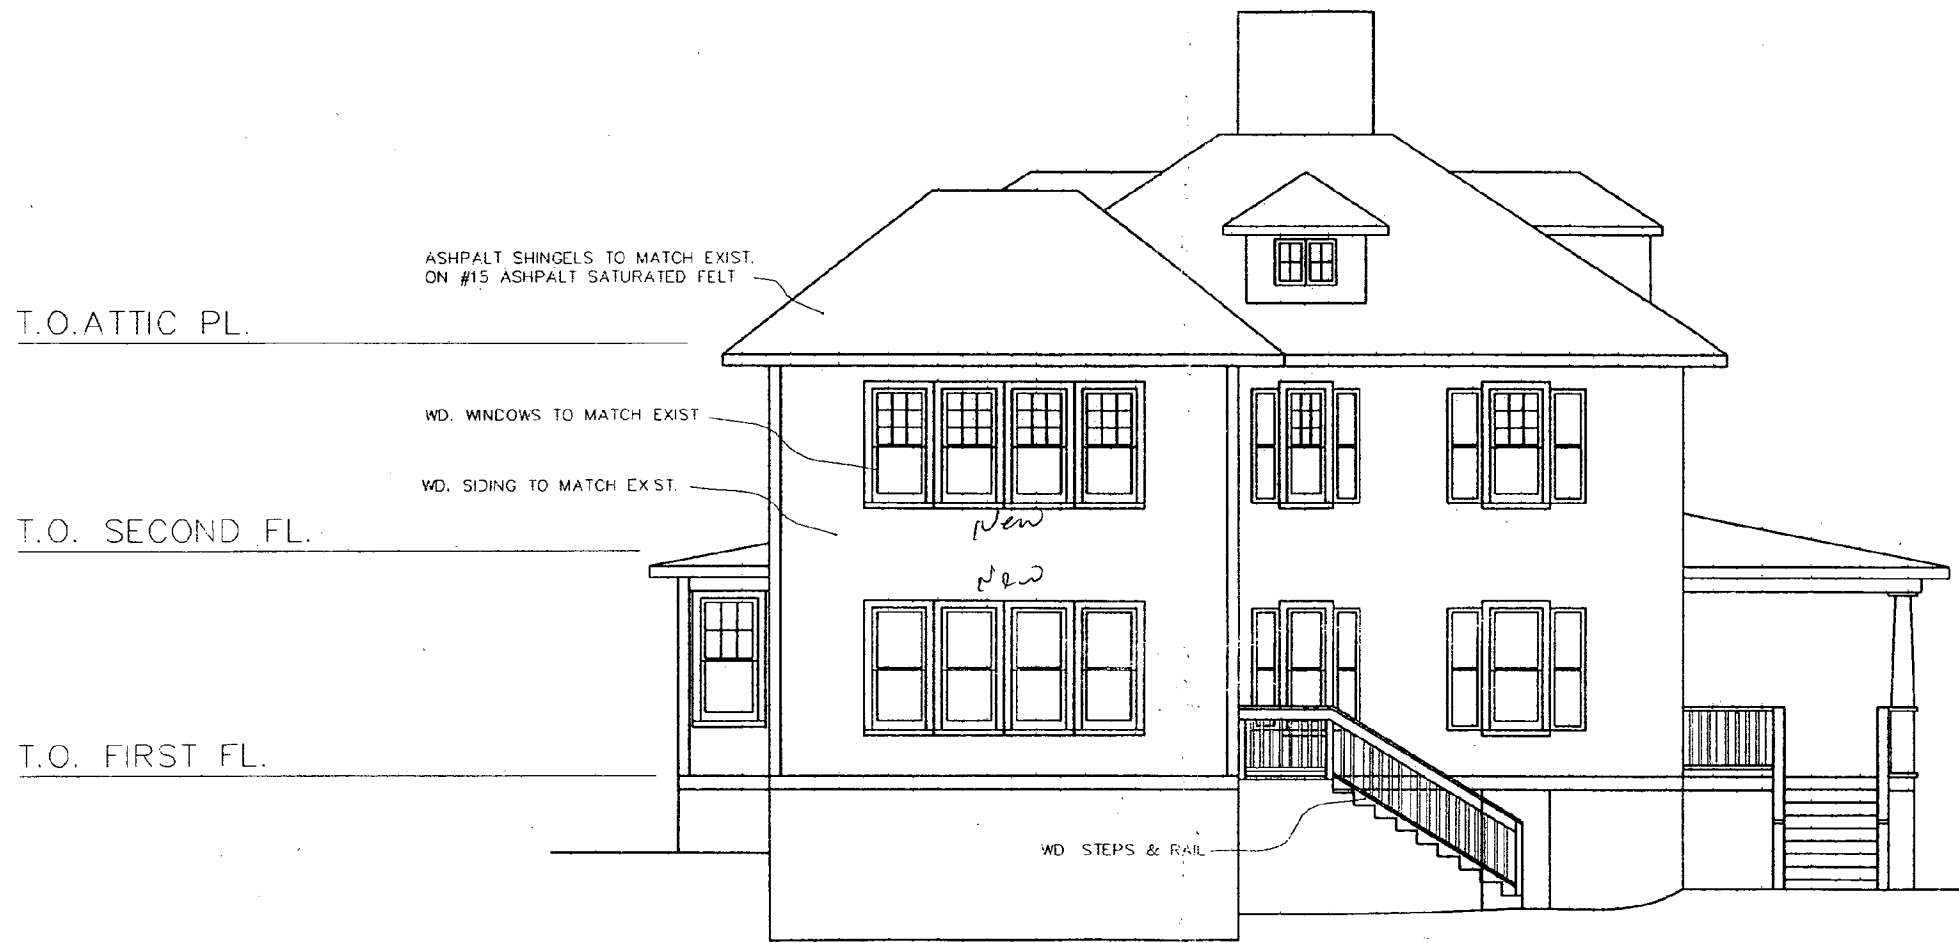 ASHPALT SHINGELS TO MATCH EXIST.
ON #15 ASHPALT SATURATED FELT
T.O.ATTIC PL.
WD. WINDOWS TO MATCH EXIST
WD. SIDING TO MATCH EXIST.
New
T.O. SECOND FL.
New
T.O. FIRST FL.
WD STEPS & RAIL